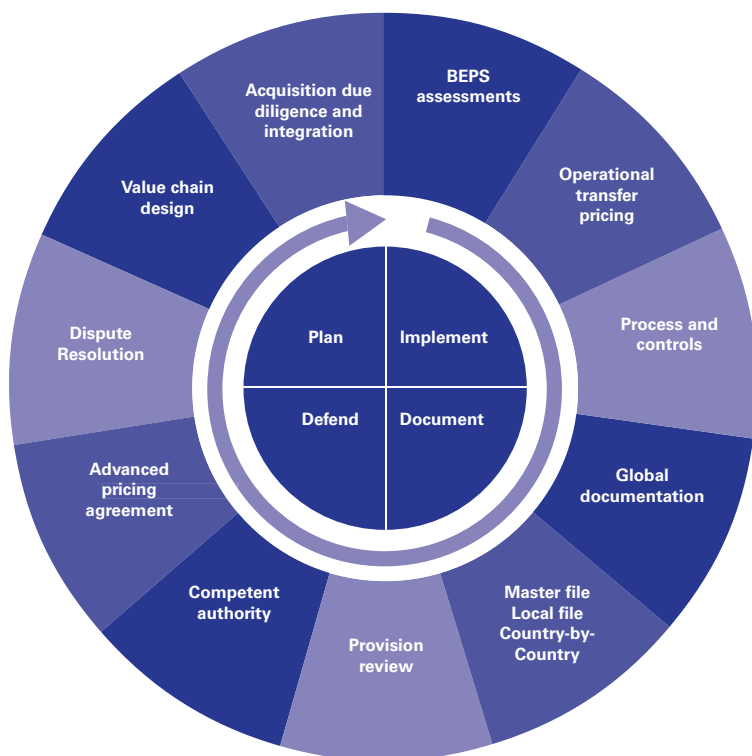 BEPS
assessments
Operational
transfer
pricing
Process and
controls
Global
documentation
Master file
Local file
Country-by-
Country
Provision
review
Competent
authority
Advanced
pricing
agreement
Dispute
Resolution
Value chain
design
Acquisition due
diligence and
integration
Plan
Implement
Defend
Document